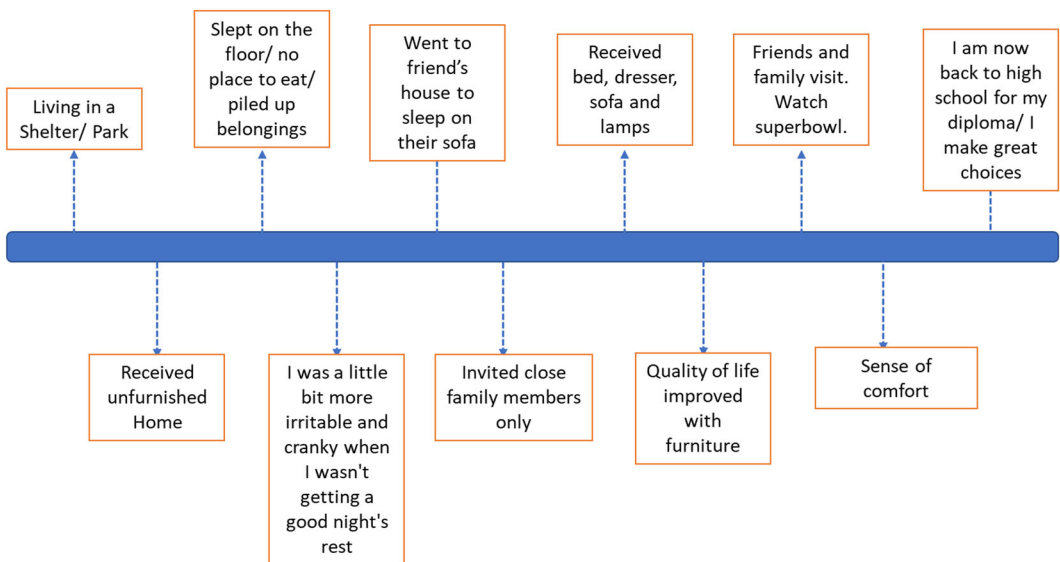 Living in a
Shelter/ Park
Slept on the
floor/ no
place to eat/
piled up
belongings
Went to
friend’s
house to
sleep on
their sofa
Received
bed, dresser,
sofa and
lamps
Friends and
family visit.
Watch
superbowl.
I am now
back to high
school for my
diploma/ I
make great
choices
Received
unfurnished
Home
I was a little
bit more
irritable and
cranky when
I wasn't
getting a
good night's
rest
Invited close
family members
only
Quality of life
improved
with
furniture
Sense of
comfort